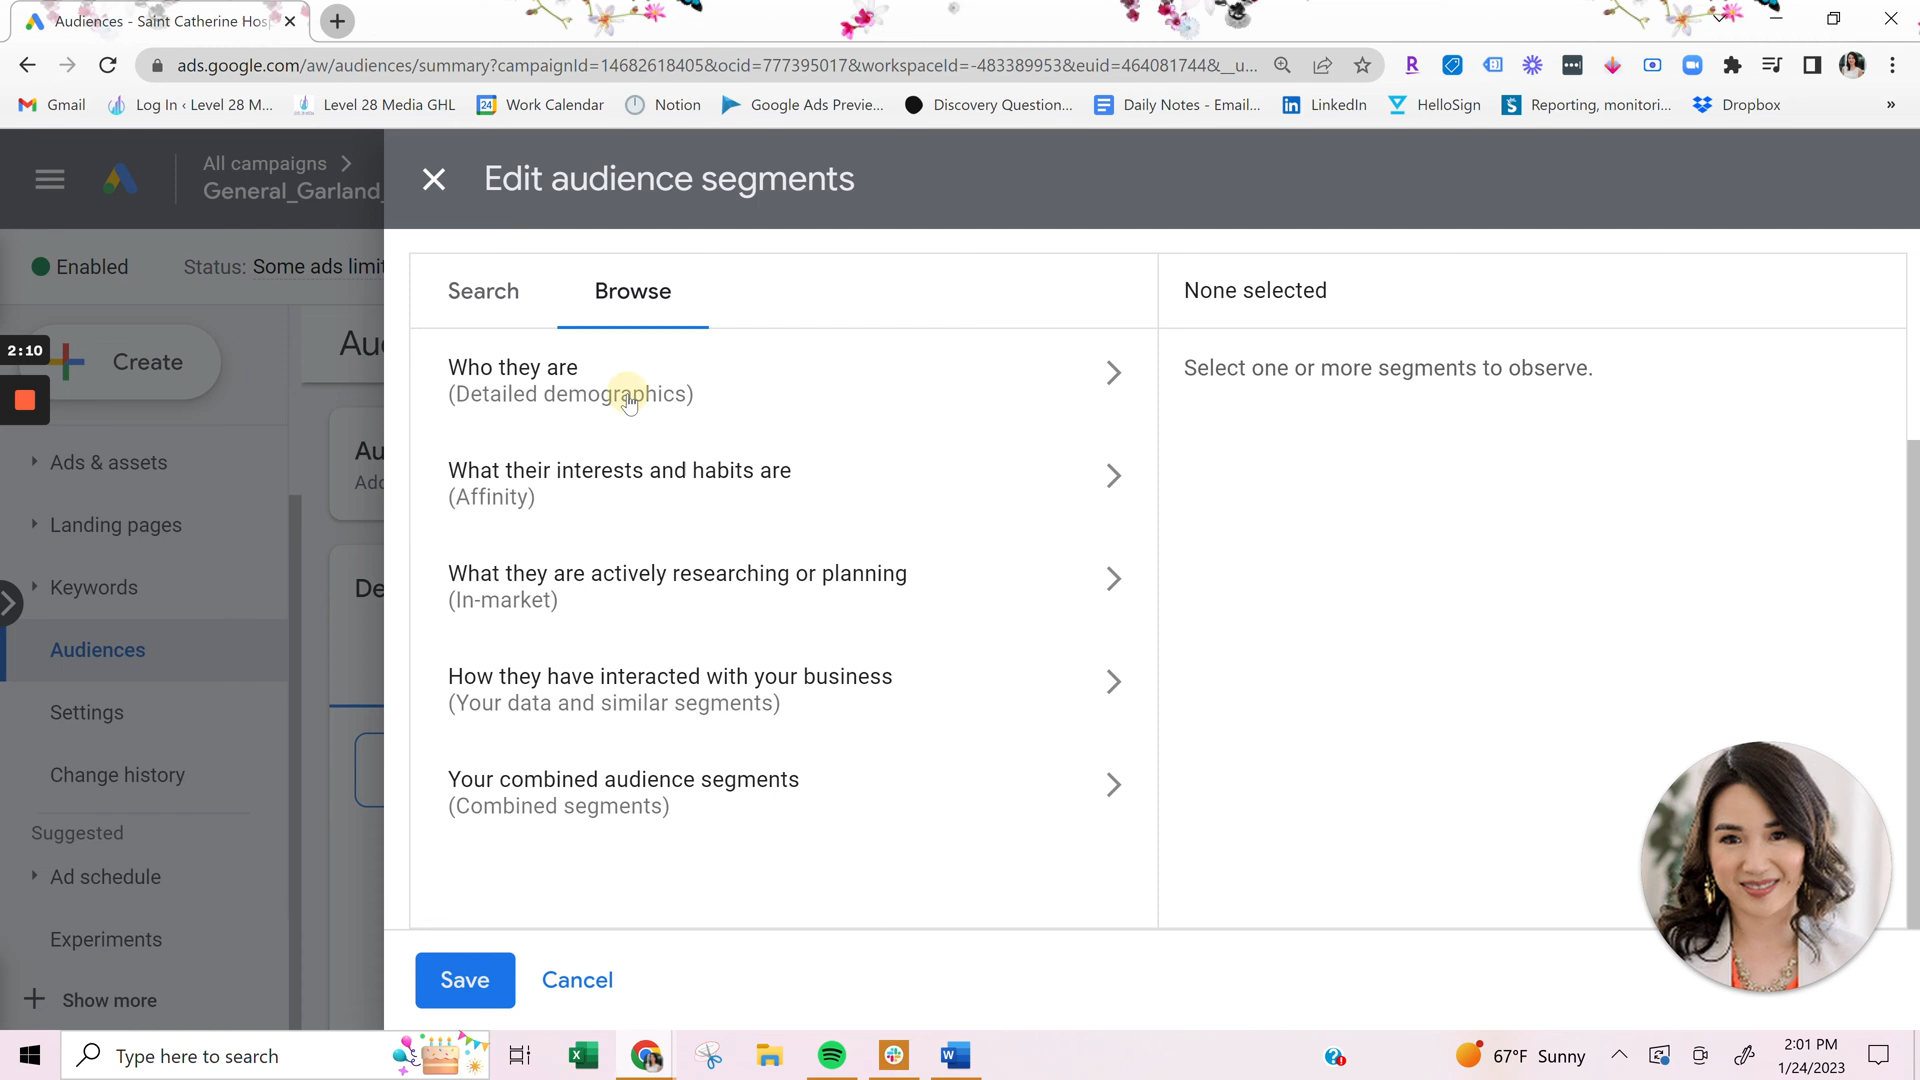 Audiences - Saint Catherine Hos
ads.google.com/aw/audiences/summary?campaignId=14682618405&ocid=777395017&workspaceId=-483389953&euid=464081744&__u...
Gmail
Log In ‹ Level 28 M...
Level 28 Media GHL
24
Work Calendar
Notion
Google Ads Previe...
Discovery Question...
Daily Notes - Email...
LinkedIn
HelloSign
Reporting, monitori...
Dropbox
»
All campaigns
General_Garland_
Edit audience segments
Enabled
Status: Some ads limit
2:10
Create
Ads & assets
Landing pages
Keywords
Audiences
Settings
Change history
Suggested
Ad schedule
Experiments
Show more
Au
Au
Add
De
Search
Browse
None selected
Who they are
(Detailed demographics)
Select one or more segments to observe.
What their interests and habits are
(Affinity)
What they are actively researching or planning
(In-market)
How they have interacted with your business
(Your data and similar segments)
Your combined audience segments
(Combined segments)
Save
Cancel
Type here to search
67°F Sunny
2:01 PM
1/24/2023